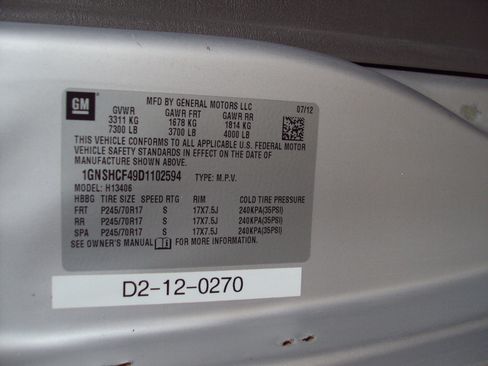 GM
MFD BY GENERAL MOTORS LLC 07/12
GVWR GAWR FRT GAWR RR
3311 KG 1678 KG 1814 KG
7300 LB 3700 LB 4000 LB
THIS VEHICLE CONFORMS TO ALL APPLICABLE U.S. FEDERAL MOTOR
VEHICLE SAFETY STANDARDS IN EFFECT ON THE DATE OF
MANUFACTURE SHOWN ABOVE.
1GNSHCF49D1102594 TYPE: M.P.V.
MODEL: H13406
HBBG TIRE SIZE SPEED RTG RIM COLD TIRE PRESSURE
FRT P245/70R17 S 17X7.5J 240KPA(35PSI)
RR P245/70R17 S 17X7.5J 240KPA(35PSI)
SPA P245/70R17 S 17X7.5J 240KPA(35PSI)
SEE OWNER'S MANUAL FOR MORE INFORMATION.
D2-12-0270